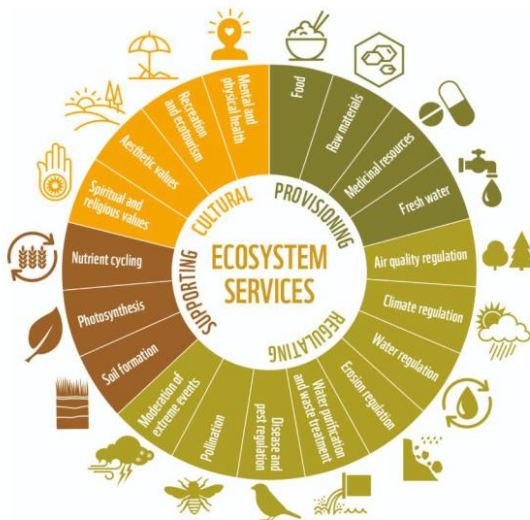 ECOSYSTEM
SERVICES
PROVISIONING
Food
Raw materials
Medicinal resources
Fresh water
REGULATING
Air quality regulation
Climate regulation
Water regulation
Erosion regulation
Water purification
and waste treatment
Disease and
pest regulation
Pollination
Moderation of
extreme events
SUPPORTING
Soil formation
Photosynthesis
Nutrient cycling
CULTURAL
Spiritual and
religious values
Aesthetic values
Recreation
and ecotourism
Mental and
physical health